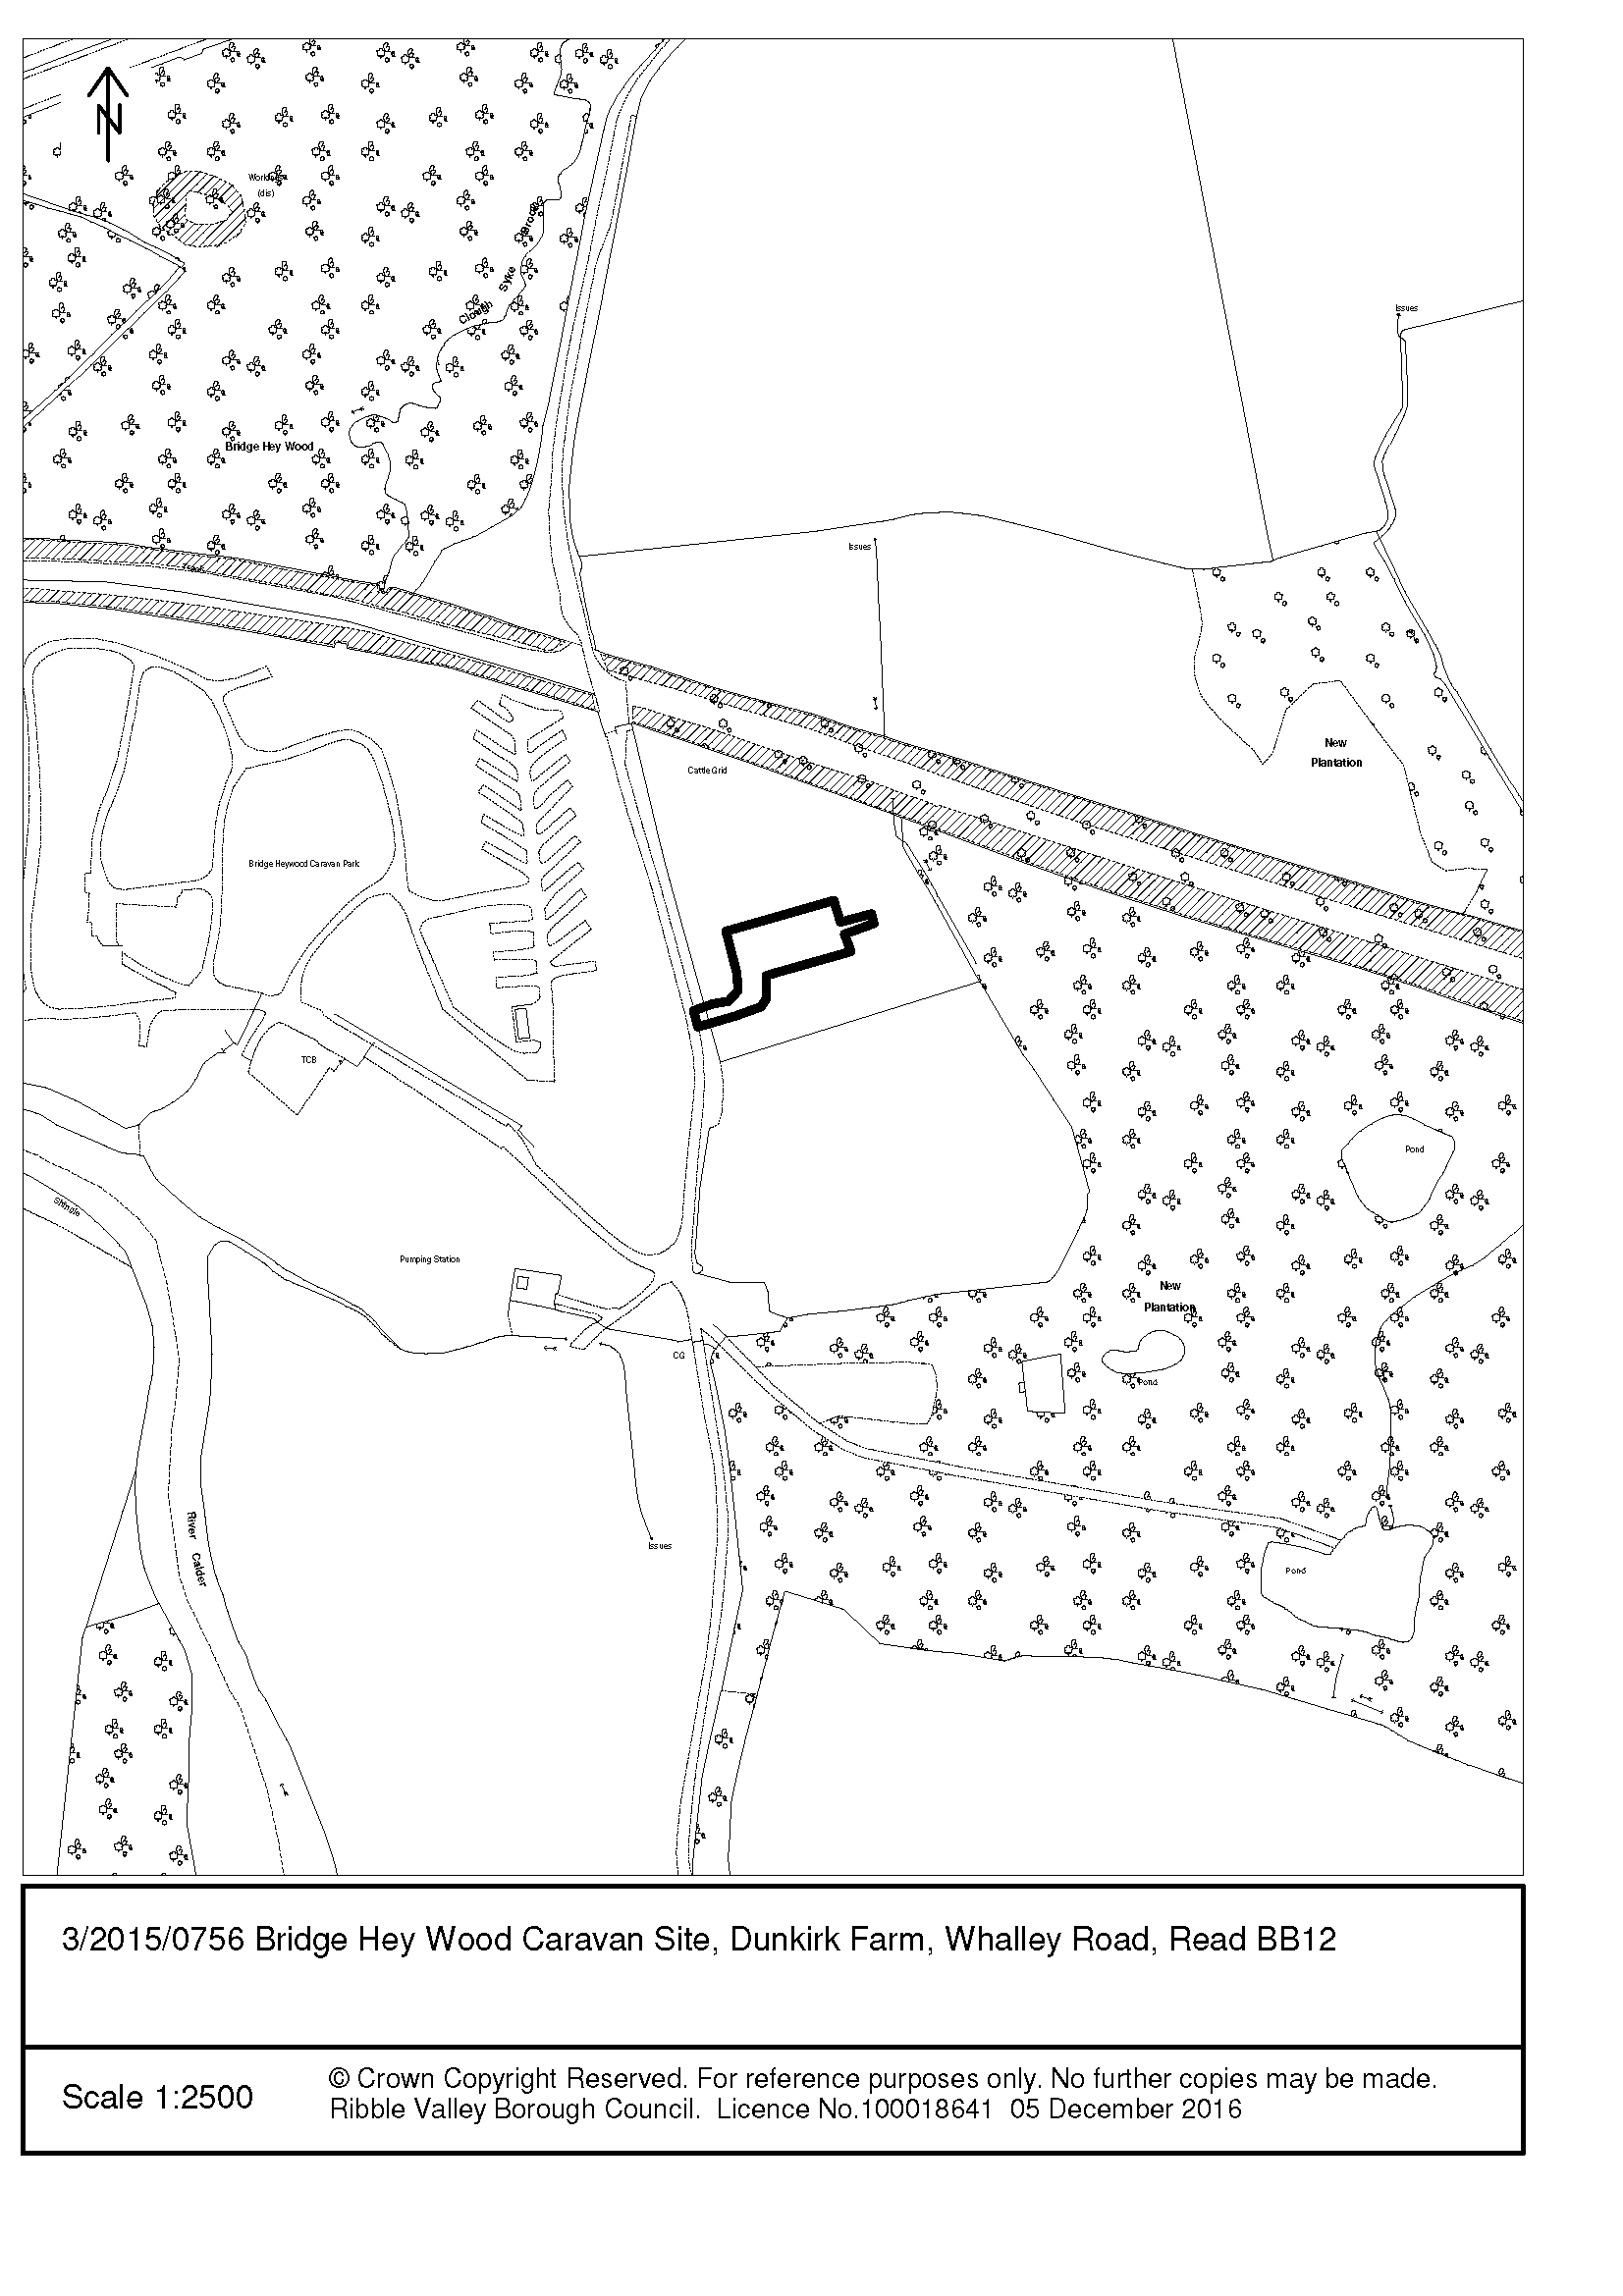 N
Workings
(dis)
Brook
Syke
Clough
Issues
Bridge Hey Wood
Issues
Track
New
Plantation
Cattle Grid
Bridge Heywood Caravan Park
TCB
Pond
Shingle
Pumping Station
New
Plantation
CG
Pond
River Calder
Issues
Pond
3/2015/0756 Bridge Hey Wood Caravan Site, Dunkirk Farm, Whalley Road, Read BB12
Scale 1:2500
© Crown Copyright Reserved. For reference purposes only. No further copies may be made.
Ribble Valley Borough Council. Licence No.100018641 05 December 2016